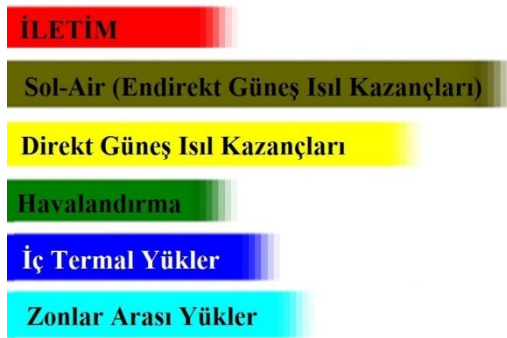 İLETİM
Sol-Air (Endirekt Güneş Isıl Kazançları)
Direkt Güneş Isıl Kazançları
Havalandırma
İç Termal Yükler
Zonlar Arası Yükler